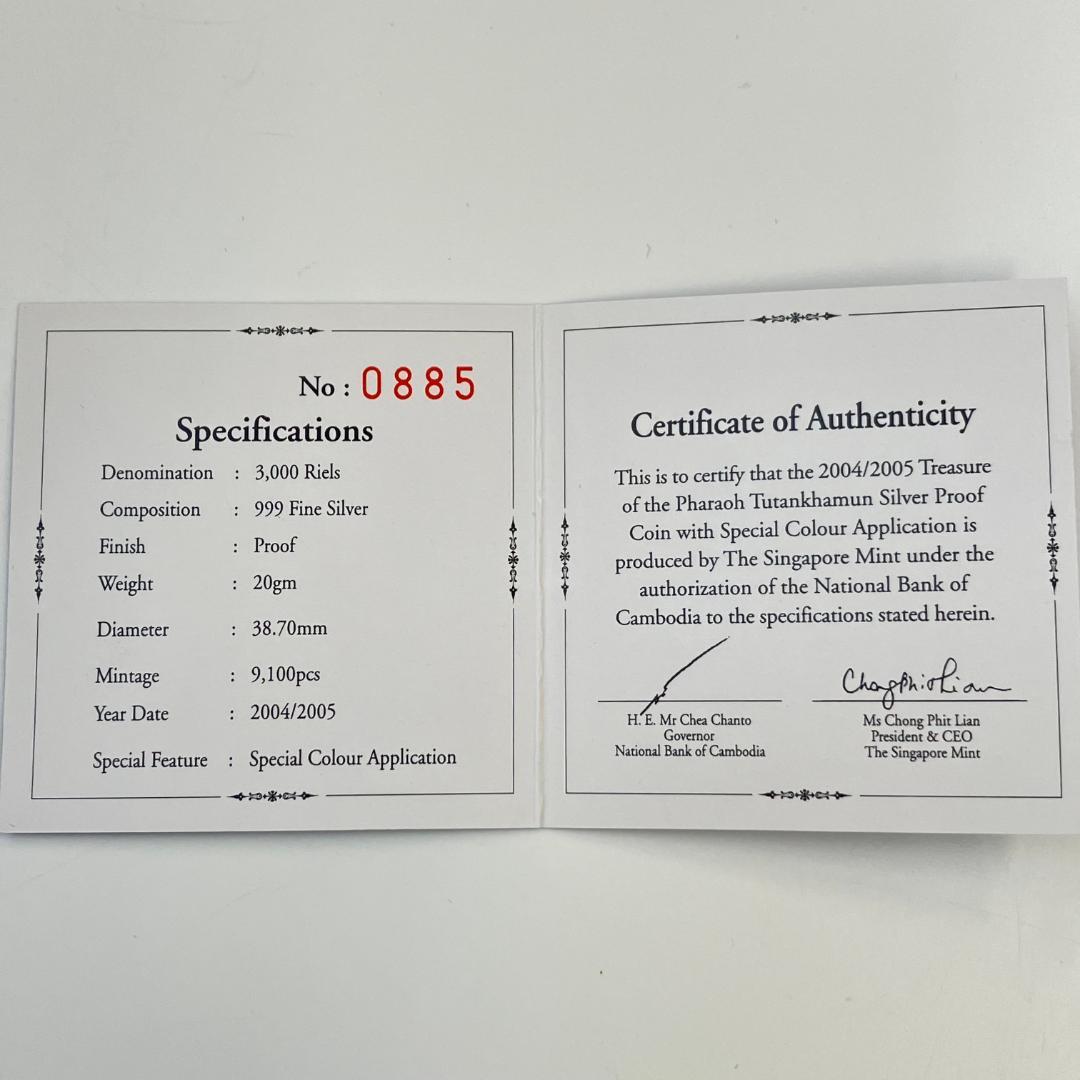 No : 0885
Specifications
Denomination : 3,000 Riels
Composition : 999 Fine Silver
Finish : Proof
Weight : 20gm
Diameter : 38.70mm
Mintage : 9,100pcs
Year Date : 2004/2005
Special Feature : Special Colour Application
Certificate of Authenticity
This is to certify that the 2004/2005 Treasure
of the Pharaoh Tutankhamun Silver Proof
Coin with Special Colour Application is
produced by The Singapore Mint under the
authorization of the National Bank of
Cambodia to the specifications stated herein.
H. E. Mr Chea Chanto
Governor
National Bank of Cambodia
Chong Phit Lian
Ms Chong Phit Lian
President & CEO
The Singapore Mint